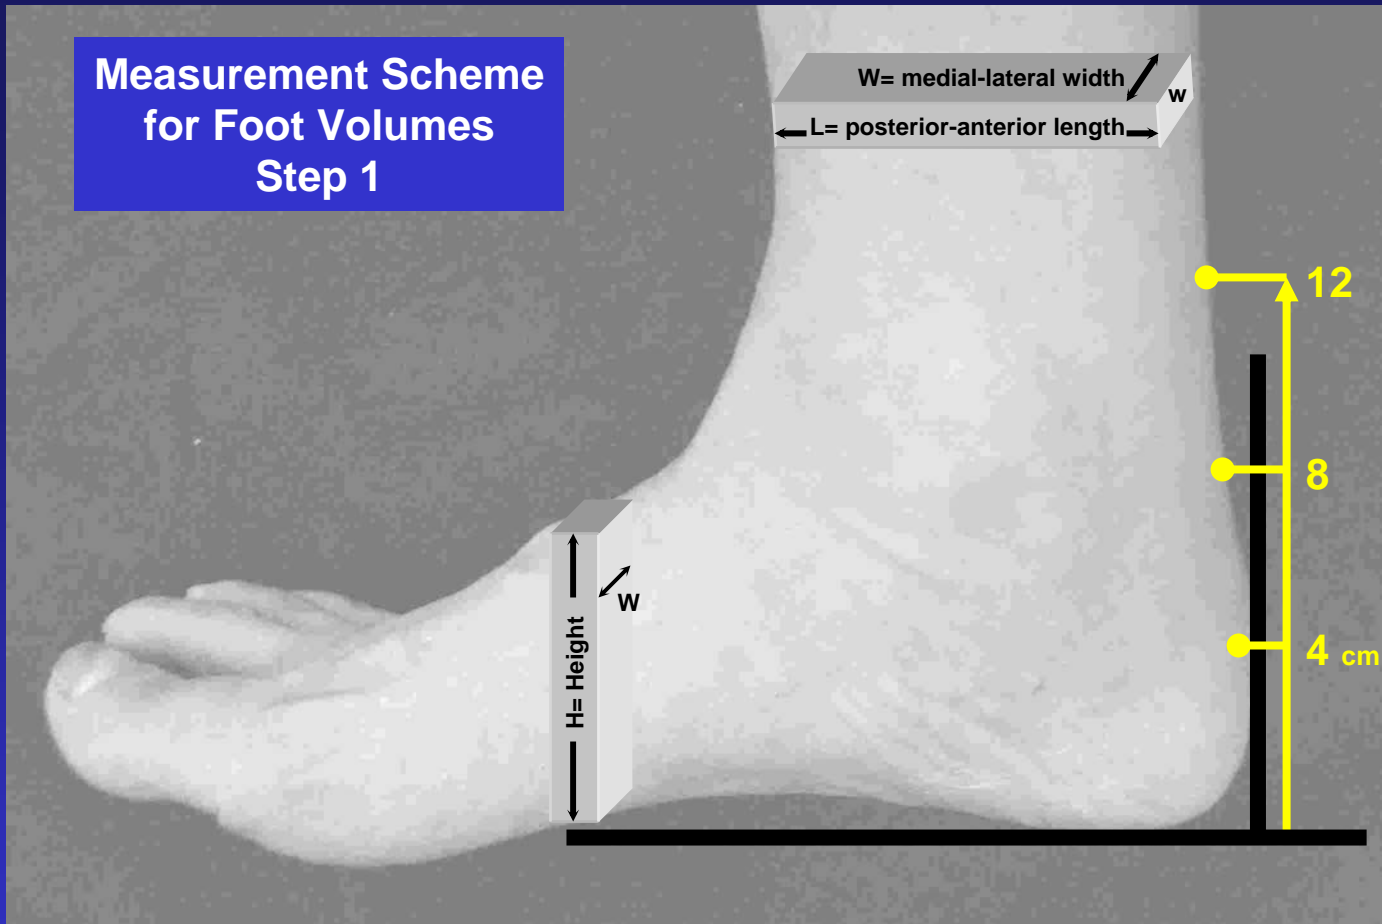 Measurement Scheme
for Foot Volumes
Step 1
W= medial-lateral width
w
L= posterior-anterior length
12
8
W
H= Height
4 cm